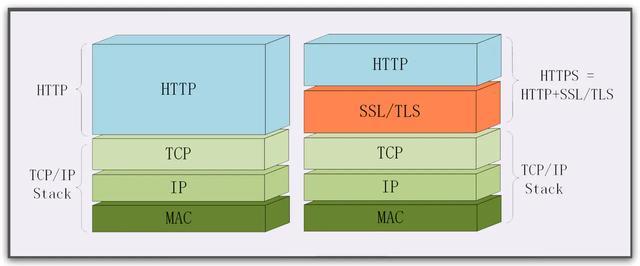 HTTP
HTTP
TCP/IP
Stack
TCP
IP
MAC
HTTP
SSL/TLS
TCP
IP
MAC
HTTPS =
HTTP+SSL/TLS
TCP/IP
Stack